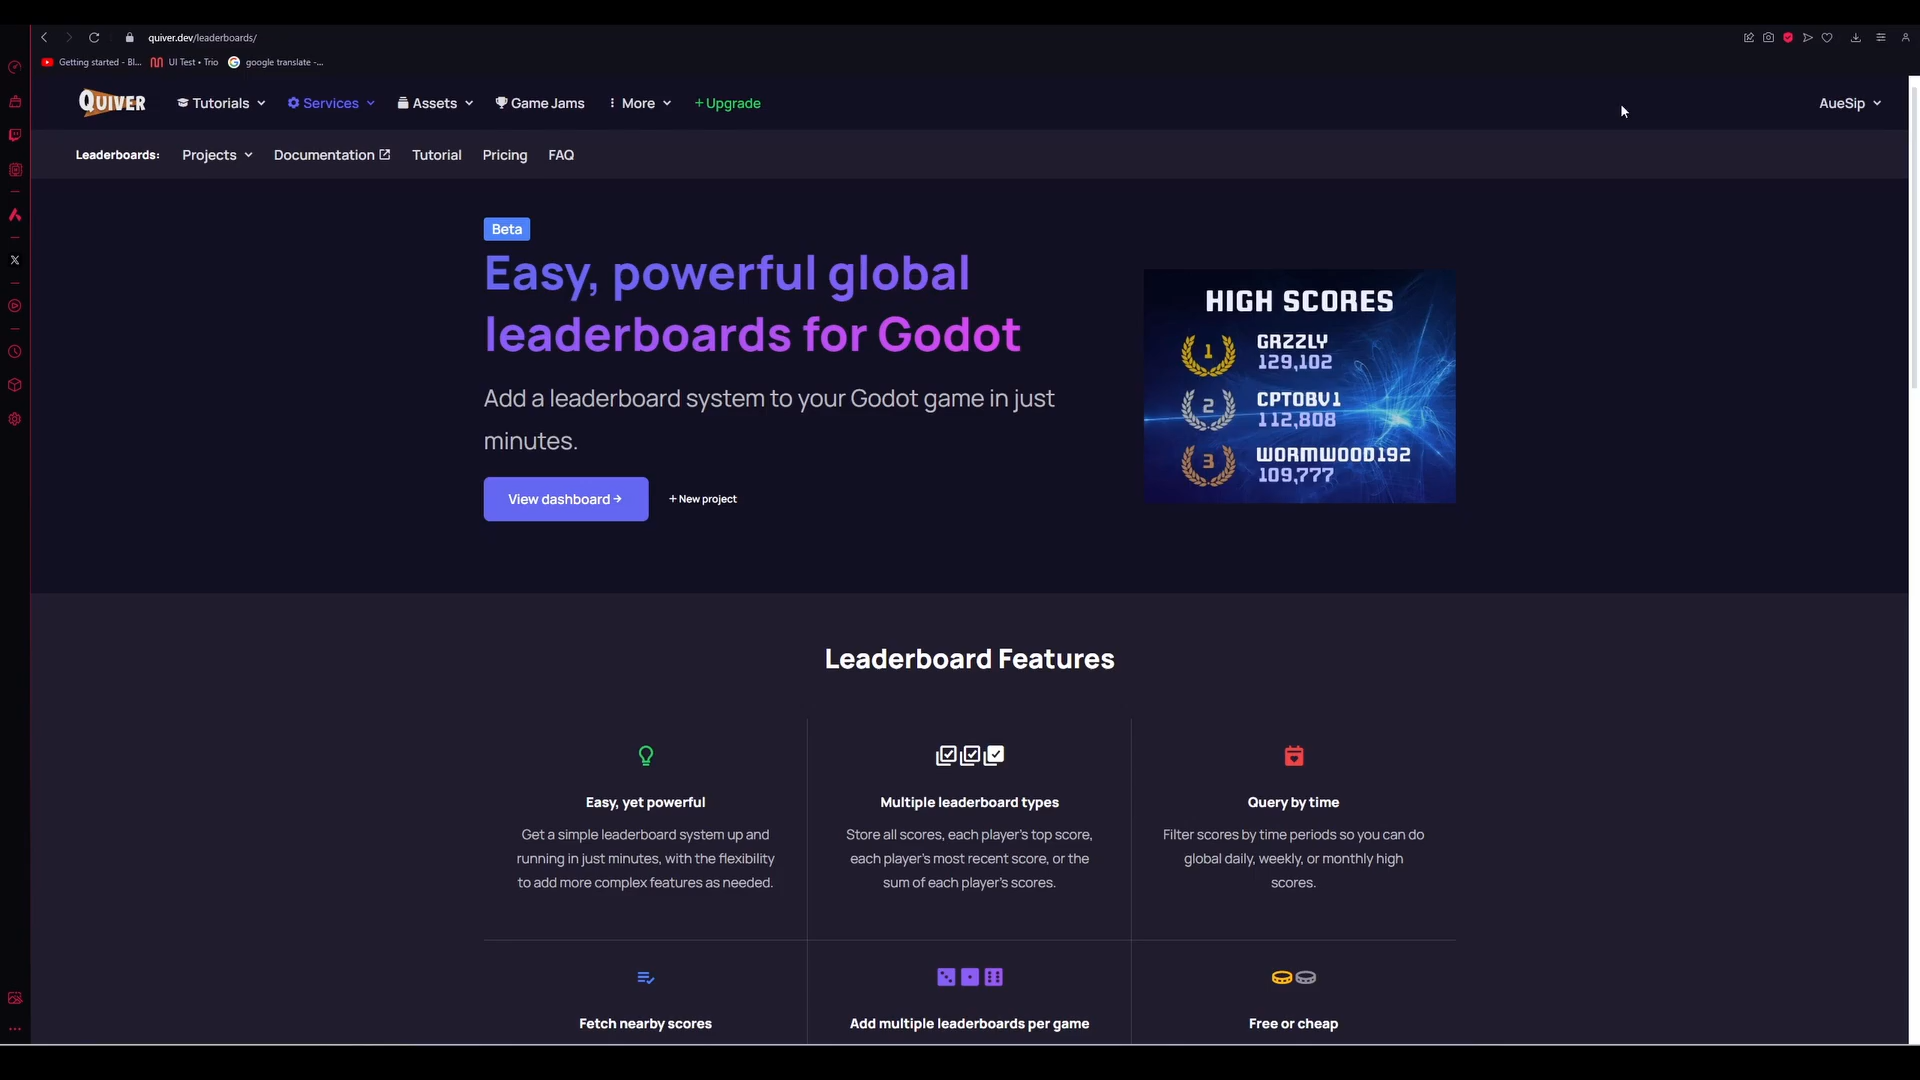 quiver.dev/leaderboards/
Getting started - Bl... UI Test • Trio google translate -...
QUIVER Tutorials Services Assets Game Jams More + Upgrade AueSip
Leaderboards: Projects Documentation Tutorial Pricing FAQ
Beta
Easy, powerful global
leaderboards for Godot
Add a leaderboard system to your Godot game in just
minutes.
View dashboard → + New project
HIGH SCORES
1 GRZZLY
129,102
2 CPTOBV1
112,808
3 WORMWOOD192
109,777
Leaderboard Features
Easy, yet powerful
Get a simple leaderboard system up and
running in just minutes, with the flexibility
to add more complex features as needed.
Multiple leaderboard types
Store all scores, each player's top score,
each player's most recent score, or the
sum of each player's scores.
Query by time
Filter scores by time periods so you can do
global daily, weekly, or monthly high
scores.
Fetch nearby scores
Add multiple leaderboards per game
Free or cheap